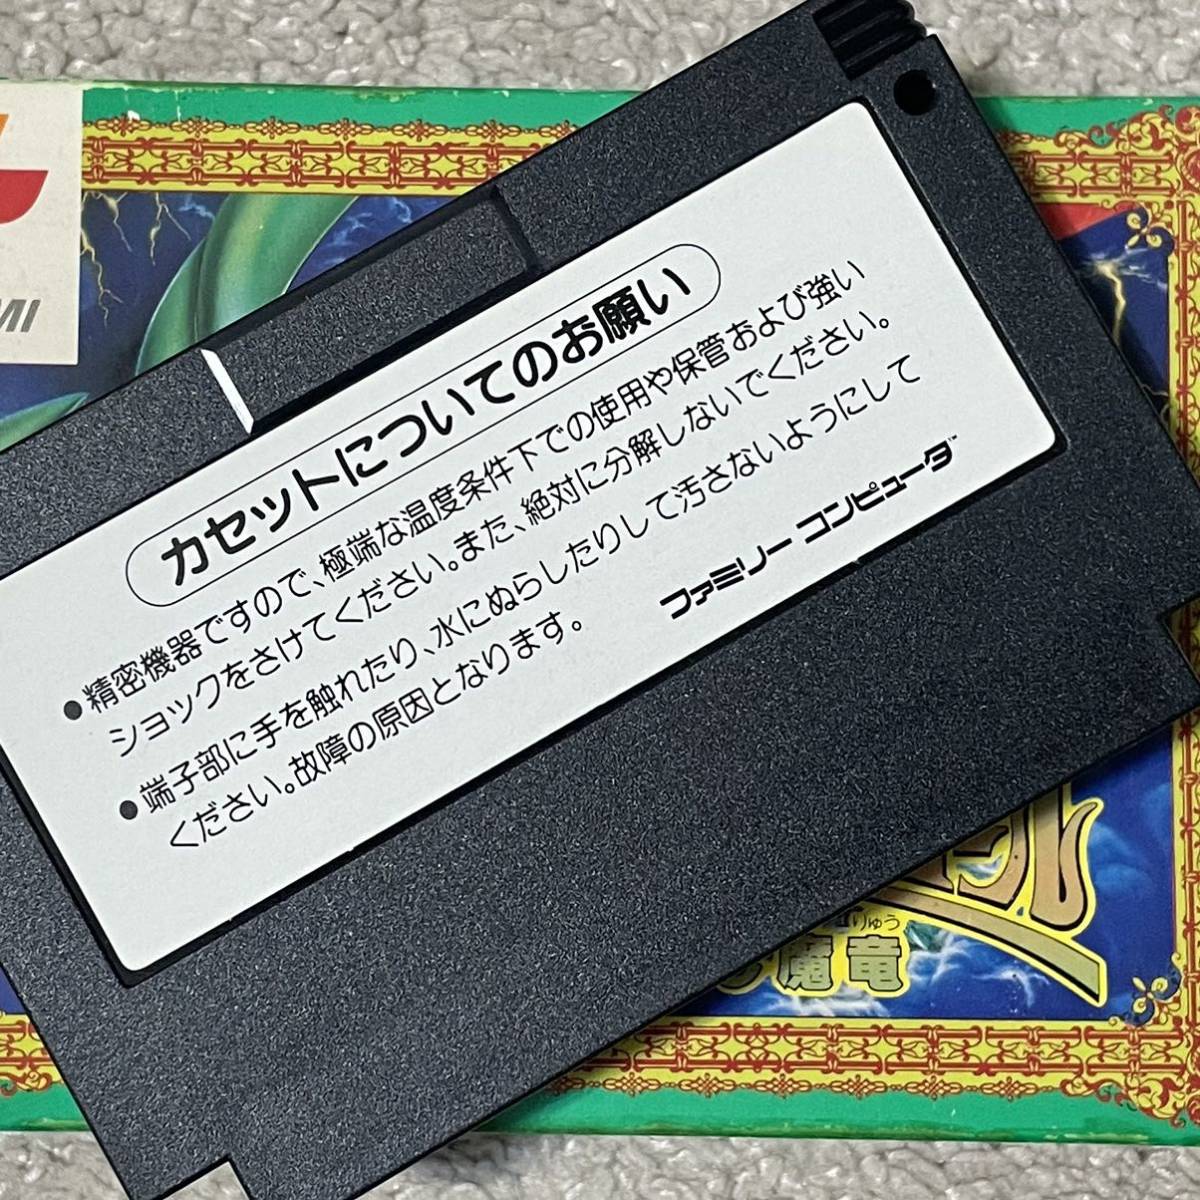 カセットについてのお願い
●精密機器ですので、極端な温度条件下での使用や保管および強い
ショックをさけてください。また、絶対に分解しないでください。
●端子部に手を触れたり、水にぬらしたりして汚さないようにして
ください。故障の原因となります。
ファミリー コンピュータ™
MI
りゅう
魔竜